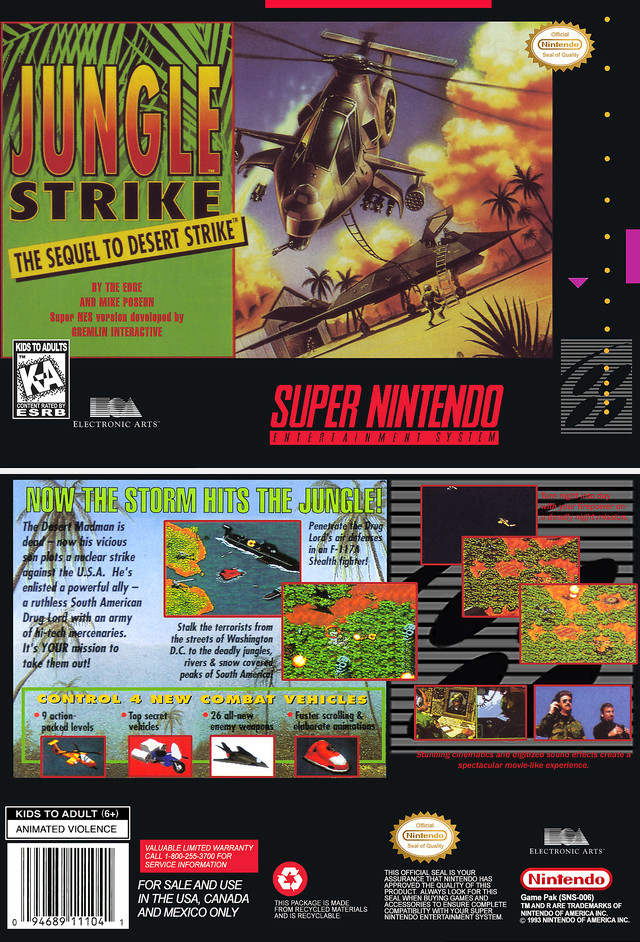 JUNGLE
STRIKE
THE SEQUEL TO DESERT STRIKE™
BY THE EDGE
AND MIKE POSEHN
Super NES version developed by
GREMLIN INTERACTIVE
Official
Nintendo
Seal of Quality
KIDS TO ADULTS
™
K-A
CONTENT RATED BY
ESRB
ELECTRONIC ARTS™
SUPER NINTENDO
ENTERTAINMENT SYSTEM
NOW THE STORM HITS THE JUNGLE!
The Desert Madman is
dead – now his vicious
son plots a nuclear strike
against the U.S.A. He's
enlisted a powerful ally –
a ruthless South American
Drug Lord with an army
of hi-tech mercenaries.
It's YOUR mission to
take them out!
Penetrate the Drug
Lord's air defenses
in an F-117A
Stealth fighter!
Stalk the terrorists from
the streets of Washington
D.C. to the deadly jungles,
rivers & snow covered
peaks of South America!
CONTROL 4 NEW COMBAT VEHICLES
• 9 action-
packed levels
• Top secret
vehicles
• 26 all-new
enemy weapons
• Faster scrolling &
elaborate animations
Stunning cinematics and digitized sound effects create a
spectacular movie-like experience.
KIDS TO ADULT (6+)
ANIMATED VIOLENCE
0 94689 11104 1
VALUABLE LIMITED WARRANTY
CALL 1-800-255-3700 FOR
SERVICE INFORMATION
FOR SALE AND USE
IN THE USA, CANADA
AND MEXICO ONLY
THIS PACKAGE IS MADE
FROM RECYCLED MATERIALS
AND IS RECYCLABLE.
Official
Nintendo
Seal of Quality
THIS OFFICIAL SEAL IS YOUR
ASSURANCE THAT NINTENDO HAS
APPROVED THE QUALITY OF THIS
PRODUCT. ALWAYS LOOK FOR THIS
SEAL WHEN BUYING GAMES AND
ACCESSORIES TO ENSURE COMPLETE
COMPATIBILITY WITH YOUR SUPER
NINTENDO ENTERTAINMENT SYSTEM.
ELECTRONIC ARTS™
Nintendo
Game Pak (SNS-006)
TM AND R ARE TRADEMARKS OF
NINTENDO OF AMERICA INC.
© 1993 NINTENDO OF AMERICA INC.